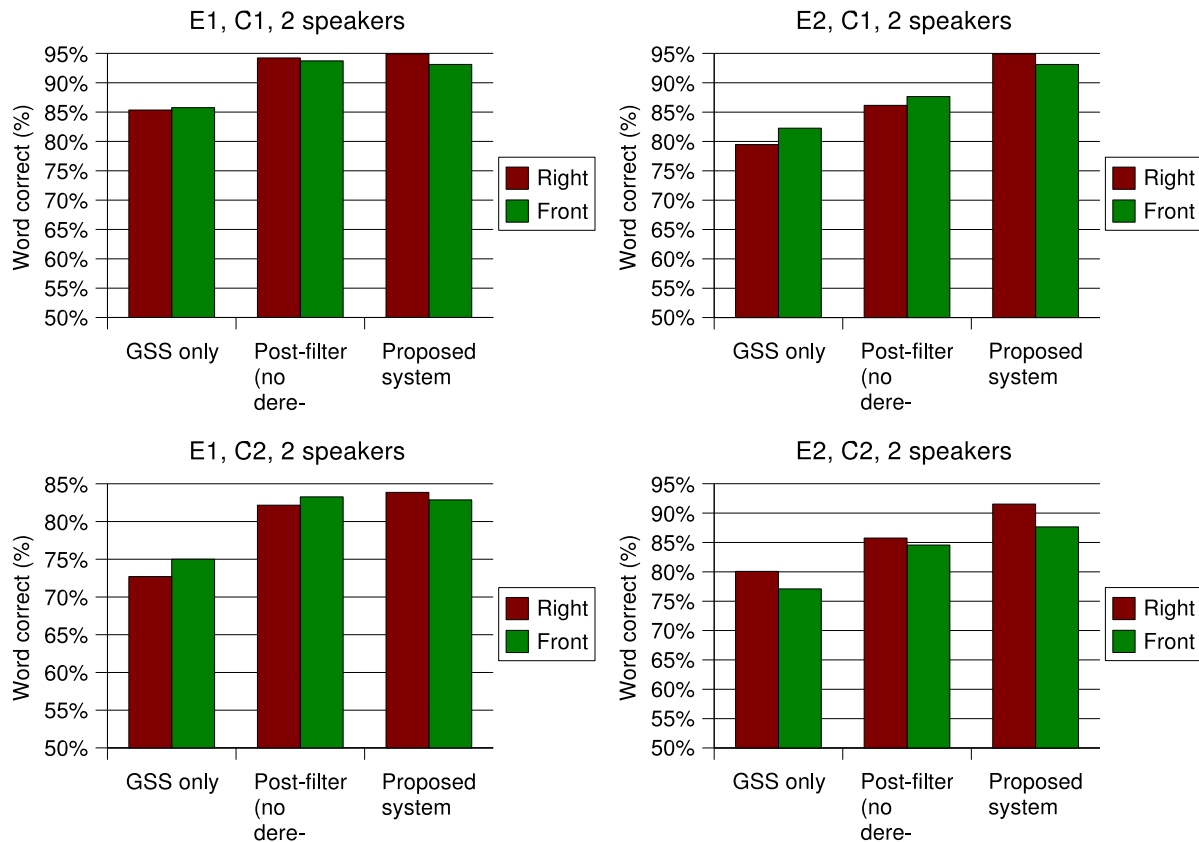 E1, C1, 2 speakers
Word correct (%)
95%
90%
85%
80%
75%
70%
65%
60%
55%
50%
GSS only
Post-filter
(no
dere-
Proposed
system
Right
Front
E2, C1, 2 speakers
Word correct (%)
95%
90%
85%
80%
75%
70%
65%
60%
55%
50%
GSS only
Post-filter
(no
dere-
Proposed
system
Right
Front
E1, C2, 2 speakers
Word correct (%)
85%
80%
75%
70%
65%
60%
55%
50%
GSS only
Post-filter
(no
dere-
Proposed
system
Right
Front
E2, C2, 2 speakers
Word correct (%)
95%
90%
85%
80%
75%
70%
65%
60%
55%
50%
GSS only
Post-filter
(no
dere-
Proposed
system
Right
Front